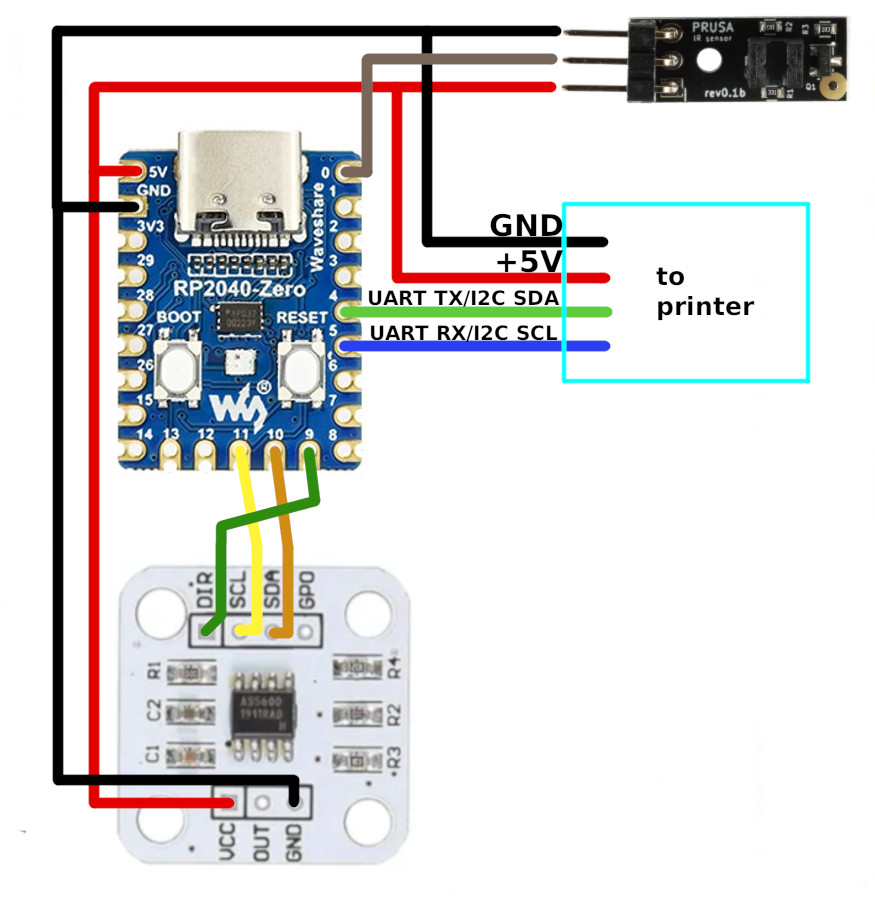 PRUSA
IR sensor
R2
R3
331
333
rev0.1b
331
R1
Q1
5V
GND
3V3
29
28
27
26
15
14
13
12
11
10
9
8
0
1
2
3
4
5
6
7
Waveshare
RP2040-Zero
BOOT
RESET
GND
+5V
UART TX/I2C SDA
UART RX/I2C SCL
to
printer
DIR
SCL
SDA
GPO
R1
C2
C1
R4
R2
R3
AS5600
VCC
OUT
GND